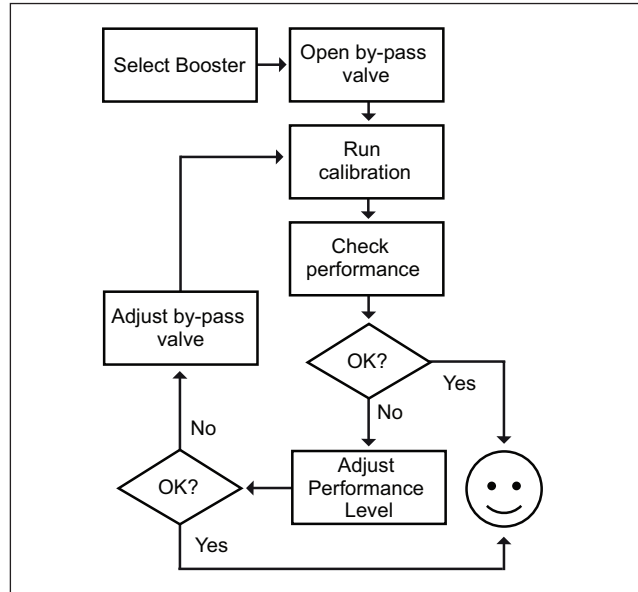 Select Booster
Open by-pass
valve
Run
calibration
Check
performance
Adjust by-pass
valve
OK?
Yes
No
No
Adjust
Performance
Level
OK?
Yes